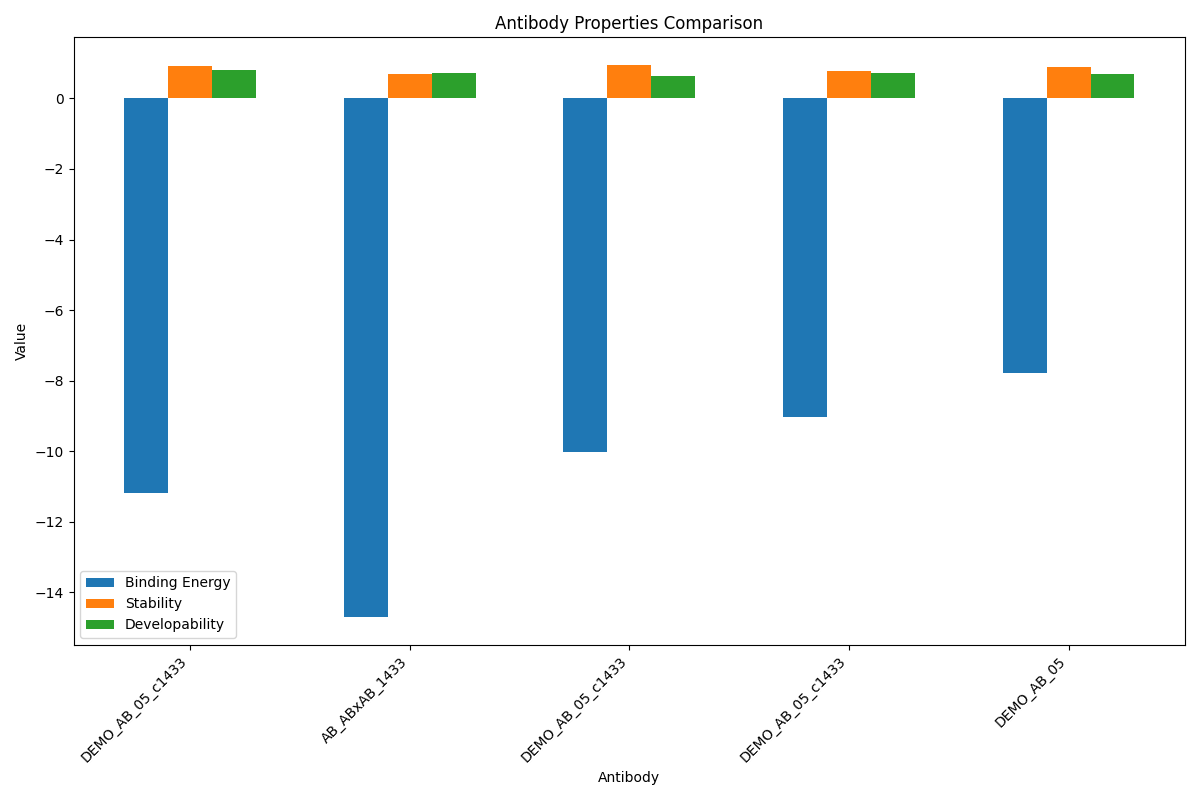 Antibody Properties Comparison
Value
0
−2
−4
−6
−8
−10
−12
−14
Binding Energy
Stability
Developability
DEMO_AB_05_c1433
AB_ABxAB_1433
DEMO_AB_05_c1433
DEMO_AB_05_c1433
DEMO_AB_05
Antibody